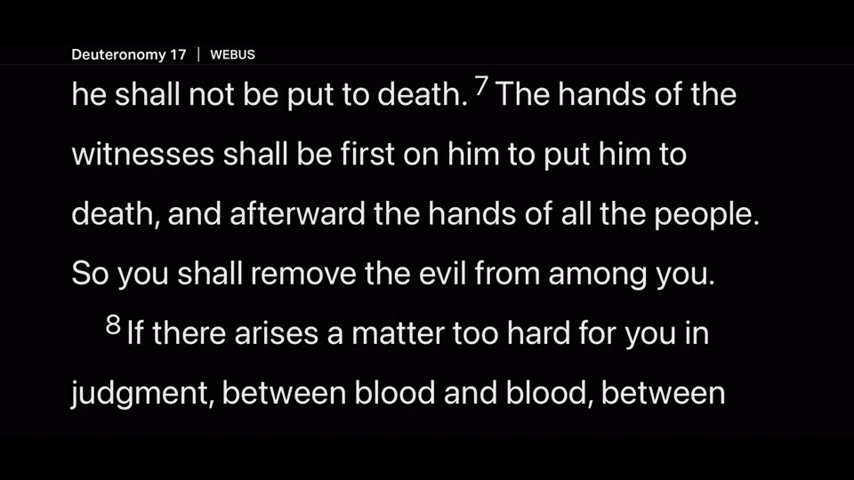 Deuteronomy 17 | WEBUS
he shall not be put to death. 7 The hands of the
witnesses shall be first on him to put him to
death, and afterward the hands of all the people.
So you shall remove the evil from among you.
8 If there arises a matter too hard for you in
judgment, between blood and blood, between